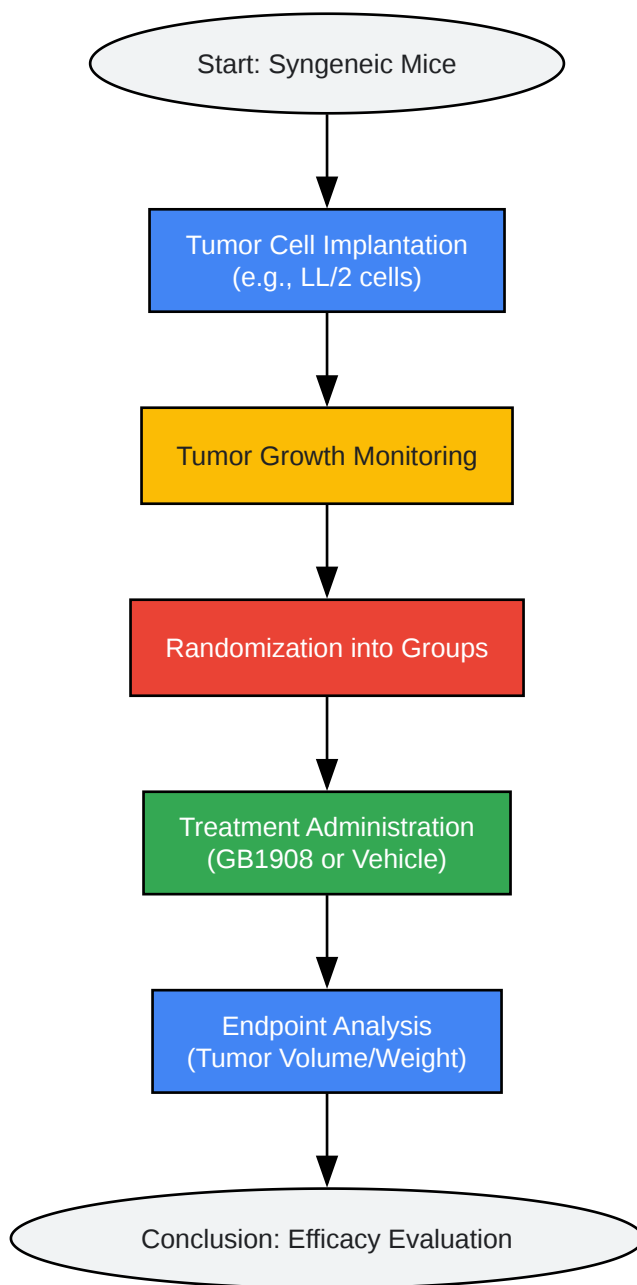 Start: Syngeneic Mice
Tumor Cell Implantation
(e.g., LL/2 cells)
Tumor Growth Monitoring
Randomization into Groups
Treatment Administration
(GB1908 or Vehicle)
Endpoint Analysis
(Tumor Volume/Weight)
Conclusion: Efficacy Evaluation